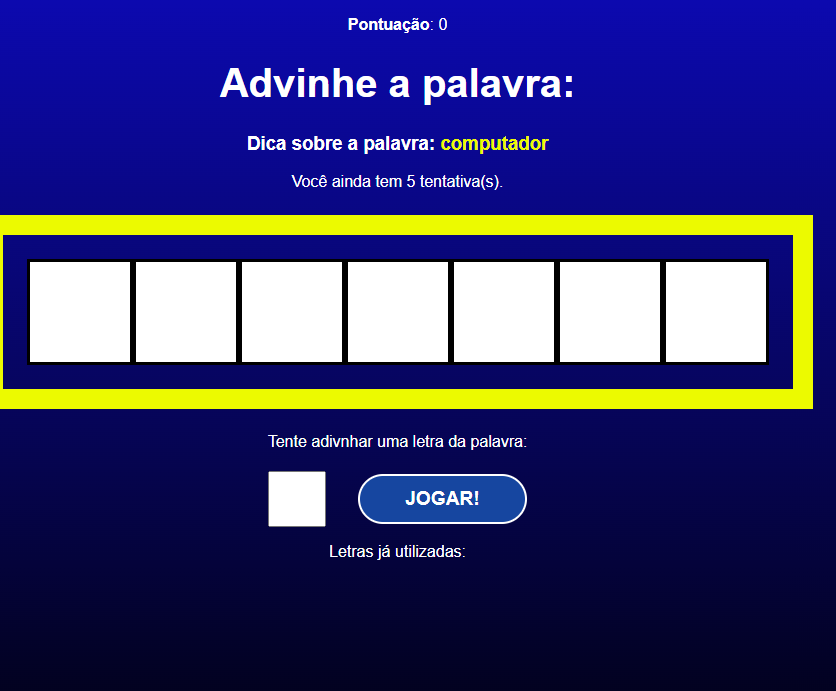 Pontuação: 0
Advinhe a palavra:
Dica sobre a palavra: computador
Você ainda tem 5 tentativa(s).
Tente adivnhar uma letra da palavra:
JOGAR!
Letras já utilizadas: